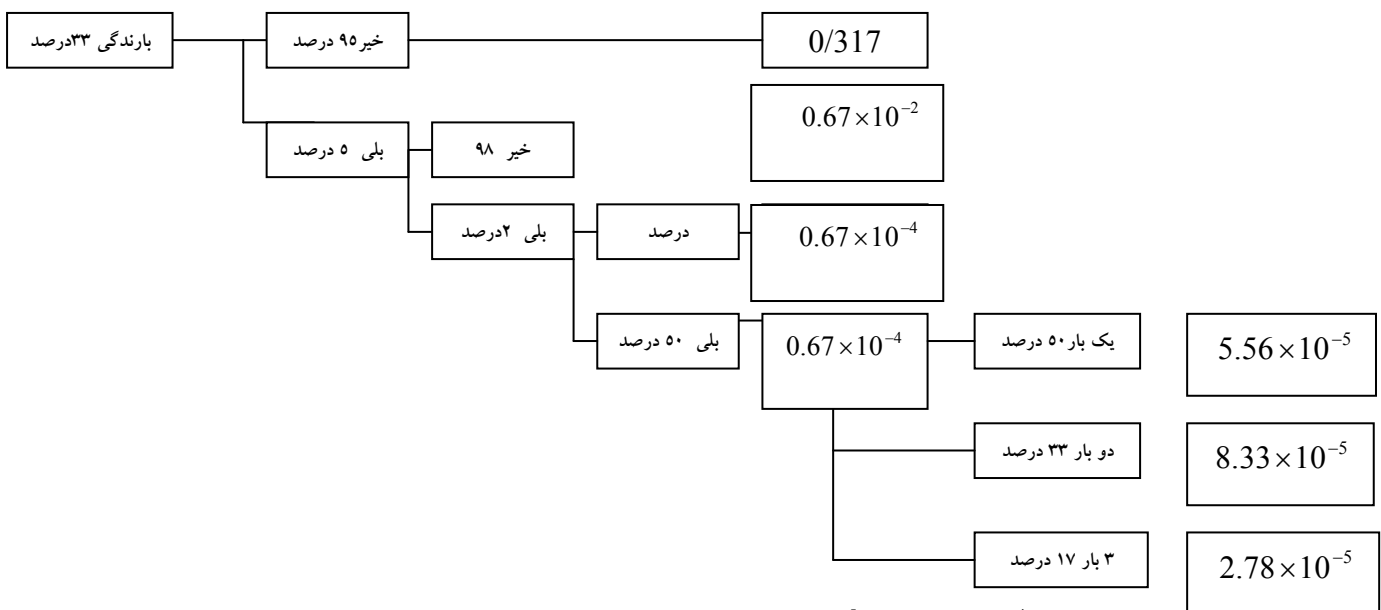 بارندگی ۳۳درصد
خیر۹۵ درصد
0/317
0.67×10⁻²
بلی ۵ درصد
خیر ۹۸
بلی ۲درصد
درصد
0.67×10⁻⁴
بلی ۵۰ درصد
0.67×10⁻⁴
یک بار۵۰ درصد
5.56×10⁻⁵
دو بار ۳۳ درصد
8.33×10⁻⁵
۳ بار ۱۷ درصد
2.78×10⁻⁵